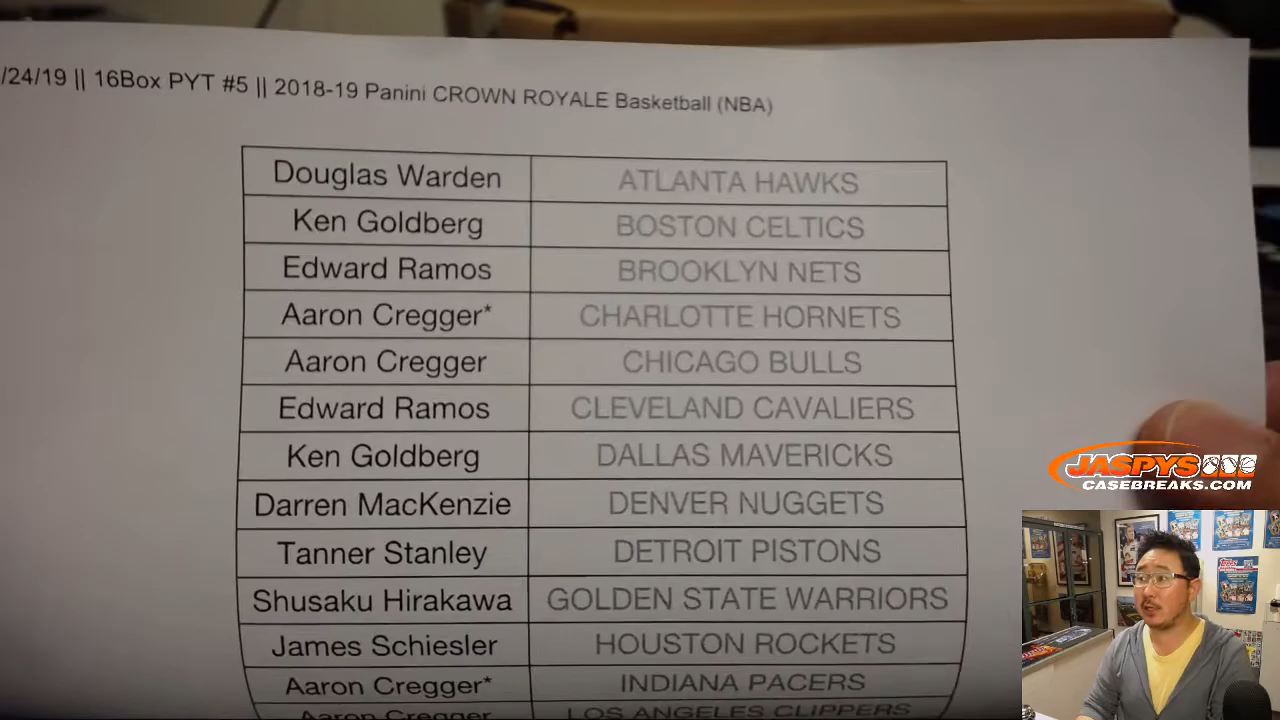 /24/19 || 16Box PYT #5 || 2018-19 Panini CROWN ROYALE Basketball (NBA)
Douglas Warden ATLANTA HAWKS
Ken Goldberg BOSTON CELTICS
Edward Ramos BROOKLYN NETS
Aaron Cregger* CHARLOTTE HORNETS
Aaron Cregger CHICAGO BULLS
Edward Ramos CLEVELAND CAVALIERS
Ken Goldberg DALLAS MAVERICKS
Darren MacKenzie DENVER NUGGETS
Tanner Stanley DETROIT PISTONS
Shusaku Hirakawa GOLDEN STATE WARRIORS
James Schiesler HOUSTON ROCKETS
Aaron Cregger* INDIANA PACERS
Aaron Cregger LOS ANGELES CLIPPERS
JASPYS
CASEBREAKS.COM